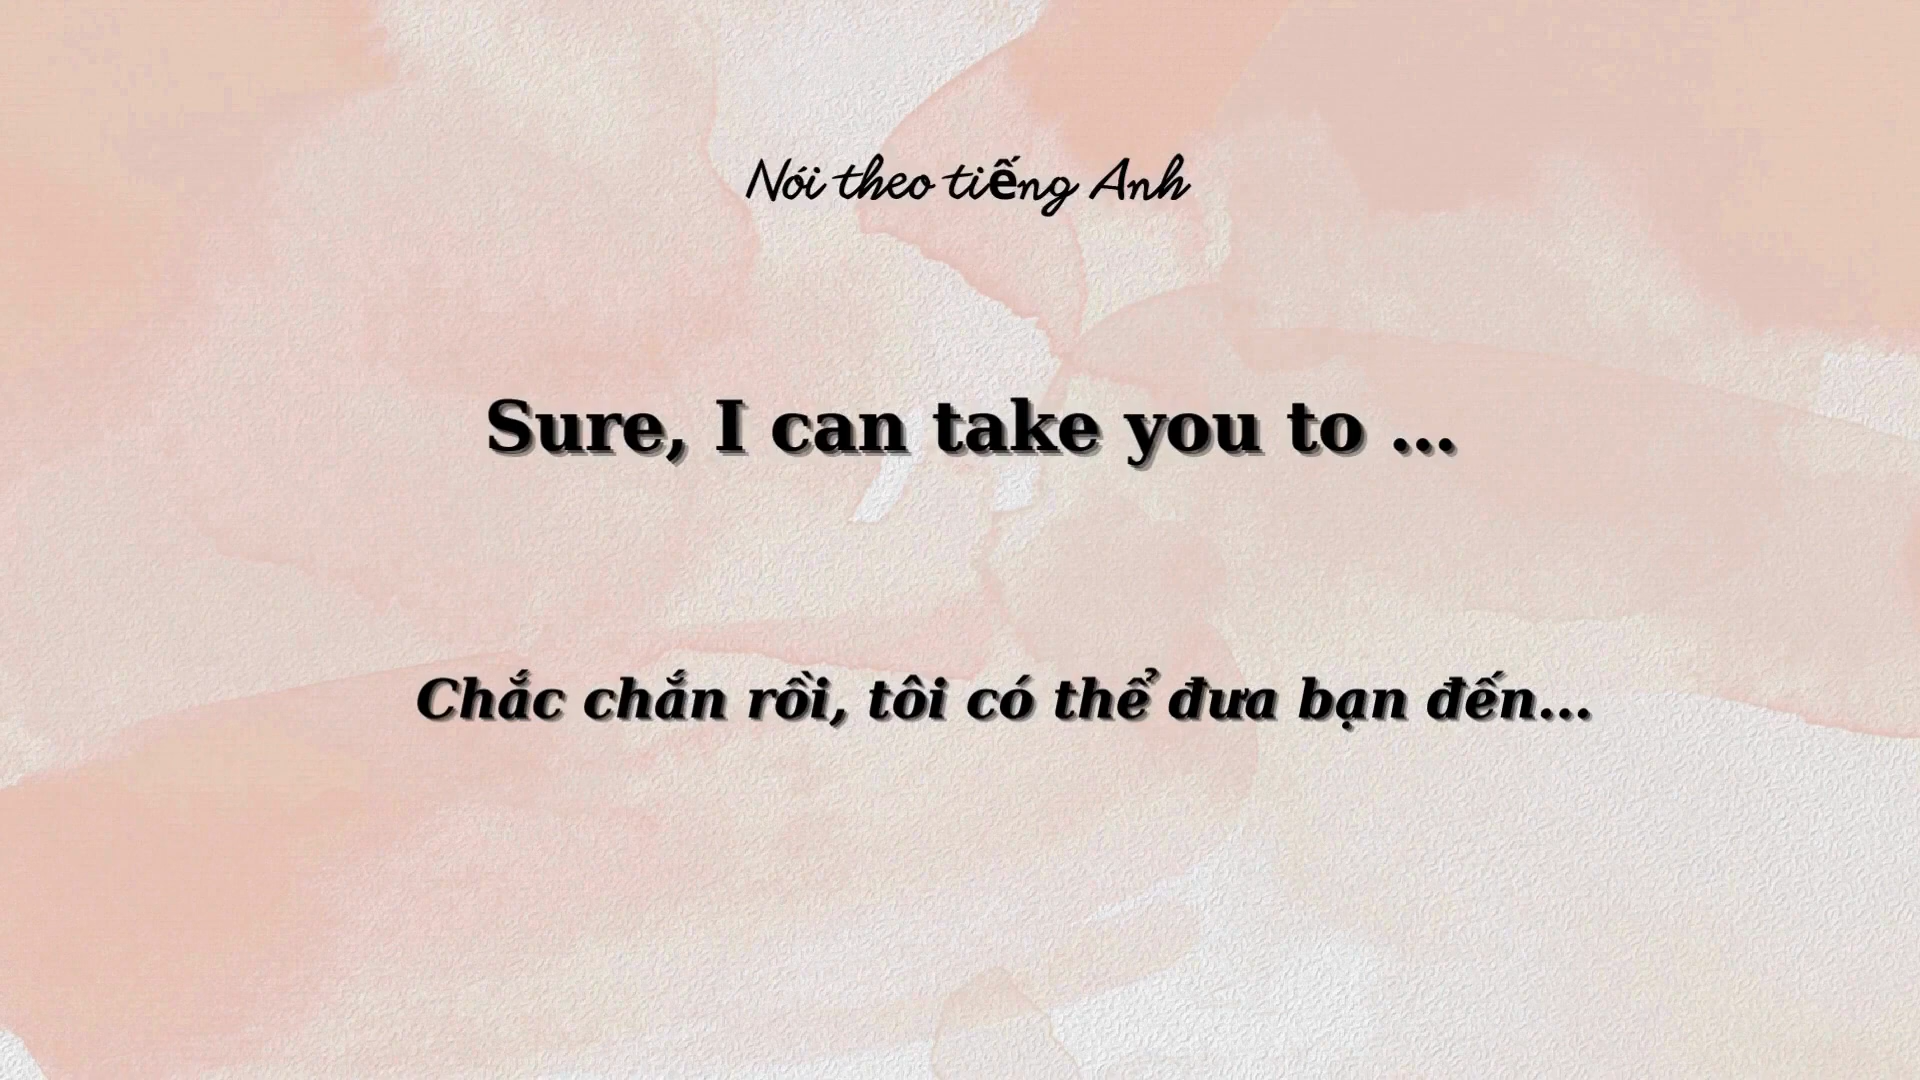 Nói theo tiếng Anh
Sure, I can take you to ...
Chắc chắn rồi, tôi có thể đưa bạn đến...